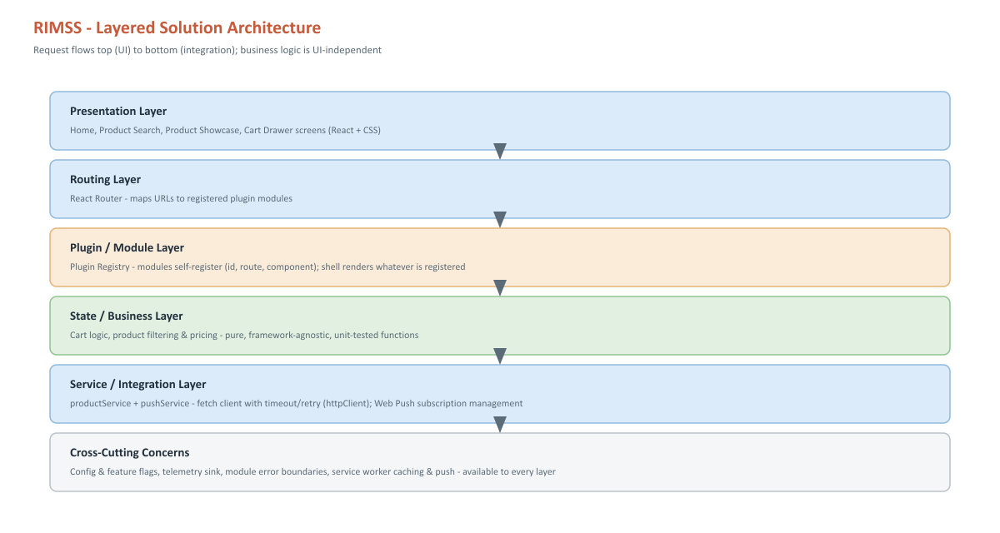 RIMSS - Layered Solution Architecture
Request flows top (UI) to bottom (integration); business logic is UI-independent
Presentation Layer
Home, Product Search, Product Showcase, Cart Drawer screens (React + CSS)
Routing Layer
React Router - maps URLs to registered plugin modules
Plugin / Module Layer
Plugin Registry - modules self-register (id, route, component); shell renders whatever is registered
State / Business Layer
Cart logic, product filtering & pricing - pure, framework-agnostic, unit-tested functions
Service / Integration Layer
productService + pushService - fetch client with timeout/retry (httpClient); Web Push subscription management
Cross-Cutting Concerns
Config & feature flags, telemetry sink, module error boundaries, service worker caching & push - available to every layer